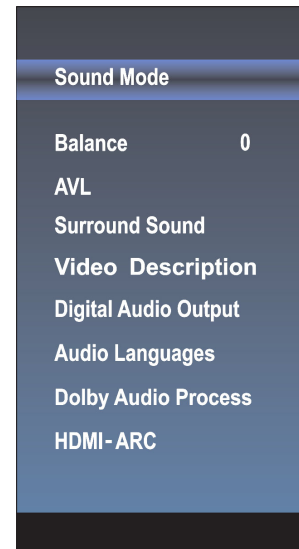 Sound Mode
Balance 0
AVL
Surround Sound
Video Description
Digital Audio Output
Audio Languages
Dolby Audio Process
HDMI-ARC